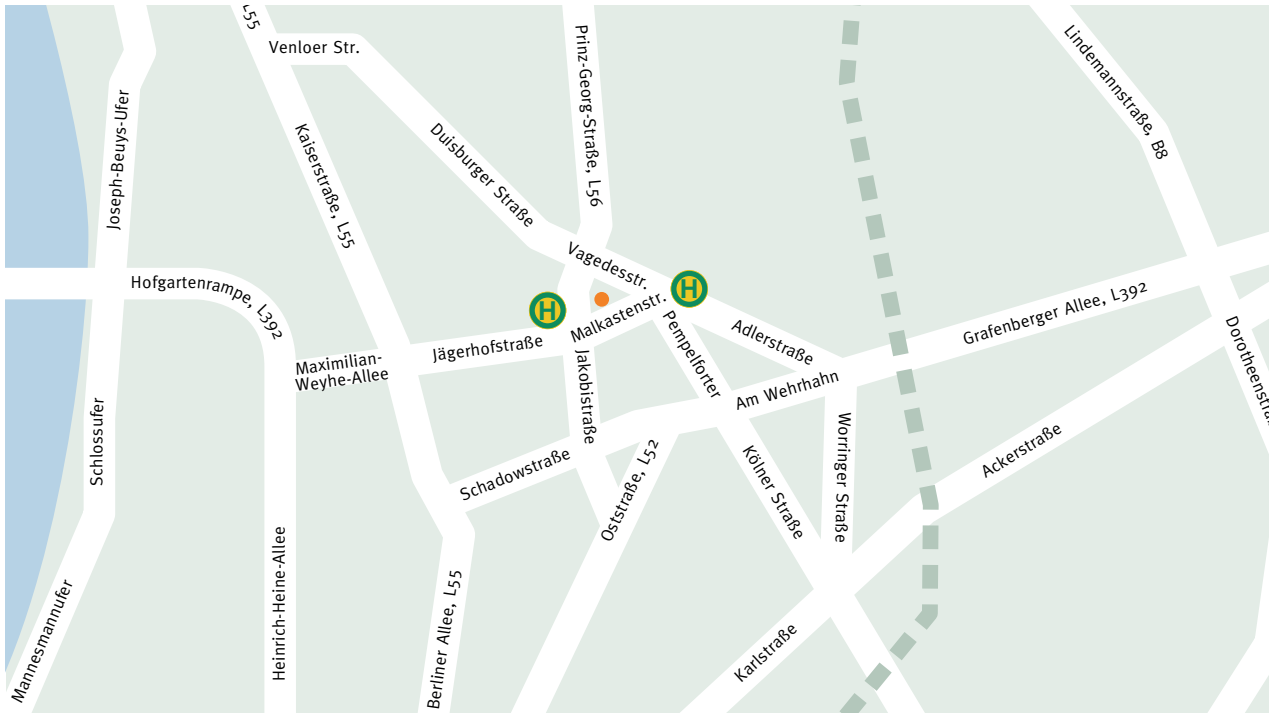 L55
Venloer Str.
Prinz-Georg-Straße, L56
Lindemannstraße, B8
Joseph-Beuys-Ufer
Kaiserstraße, L55
Duisburger Straße
Vagedesstr.
Hofgartenrampe, L392
H
H
Malkastenstr.
Grafenberger Allee, L392
Adlerstraße
Pempelforter
Jägerhofstraße
Maximilian-
Weyhe-Allee
Jakobistraße
Am Wehrhahn
Schlossufer
Schadowstraße
Oststraße, L52
Kölner Straße
Worringer Straße
Ackerstraße
Heinrich-Heine-Allee
Berliner Allee, L55
Mannesmannufer
Karlstraße